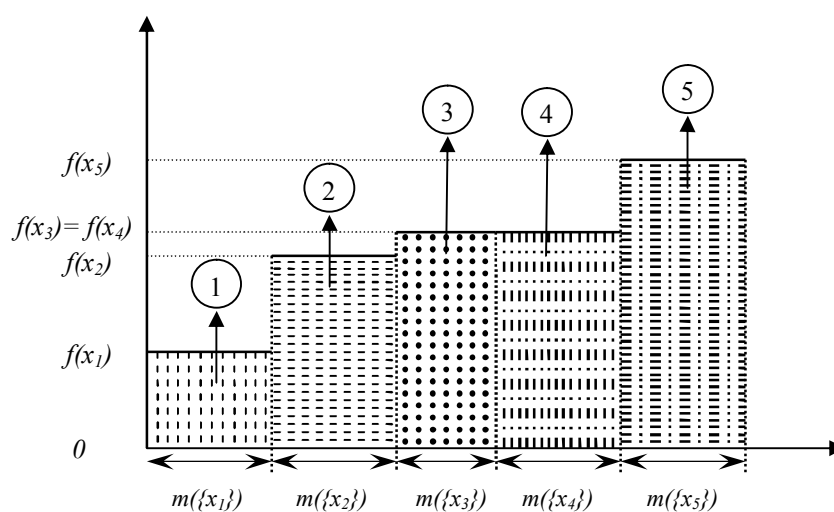 5
3
4
f(x₅)
2
f(x₃)= f(x₄)
f(x₂)
1
f(x₁)
0
m({x₁}) m({x₂}) m({x₃}) m({x₄}) m({x₅})